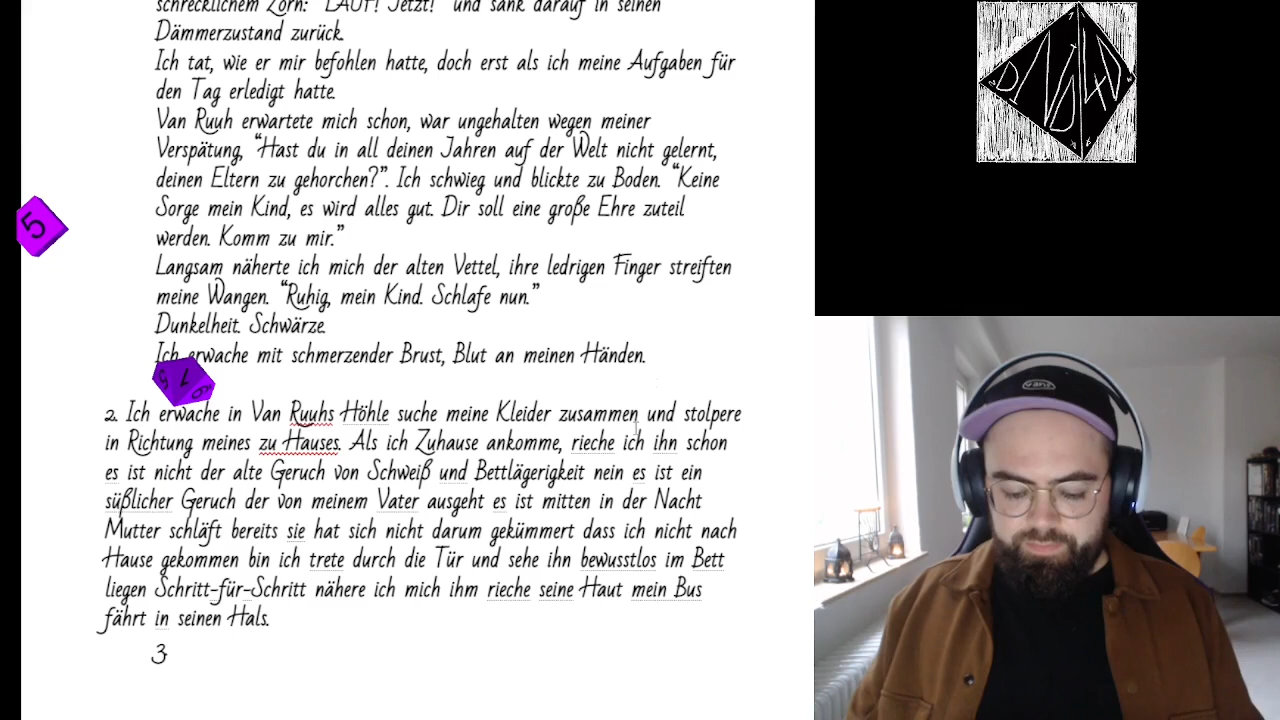 schrecklichem Zorn: "LAUF! Jetzt!" und sank darauf in seinen
Dämmerzustand zurück.
Ich tat, wie er mir befohlen hatte, doch erst als ich meine Aufgaben für
den Tag erledigt hatte.
Van Ruuh erwartete mich schon, war ungehalten wegen meiner
Verspätung, “Hast du in all deinen Jahren auf der Welt nicht gelernt,
deinen Eltern zu gehorchen?”. Ich schwieg und blickte zu Boden. “Keine
Sorge mein Kind, es wird alles gut. Dir soll eine große Ehre zuteil
werden. Komm zu mir.”
Langsam näherte ich mich der alten Vettel, ihre ledrigen Finger streiften
meine Wangen. “Ruhig, mein Kind. Schlafe nun.”
Dunkelheit. Schwärze.
Ich erwache mit schmerzender Brust, Blut an meinen Händen.
2. Ich erwache in Van Ruuhs Höhle suche meine Kleider zusammen und stolpere
in Richtung meines zu Hauses. Als ich Zuhause ankomme, rieche ich ihn schon
es ist nicht der alte Geruch von Schweiß und Bettlägerigkeit nein es ist ein
süßlicher Geruch der von meinem Vater ausgeht es ist mitten in der Nacht
Mutter schläft bereits sie hat sich nicht darum gekümmert dass ich nicht nach
Hause gekommen bin ich trete durch die Tür und sehe ihn bewusstlos im Bett
liegen Schritt-für-Schritt nähere ich mich ihm rieche seine Haut mein Bus
fährt in seinen Hals.
3
5
7